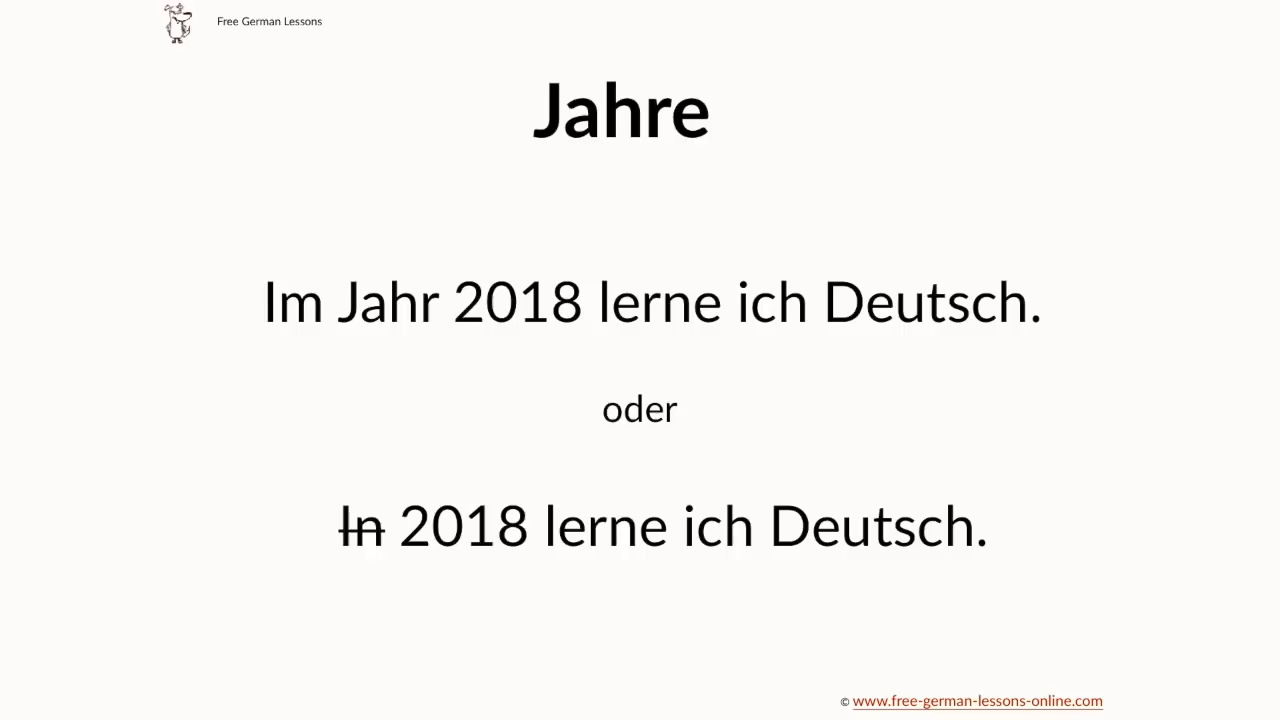 Free German Lessons
Jahre
Im Jahr 2018 lerne ich Deutsch.
oder
In 2018 lerne ich Deutsch.
© www.free-german-lessons-online.com